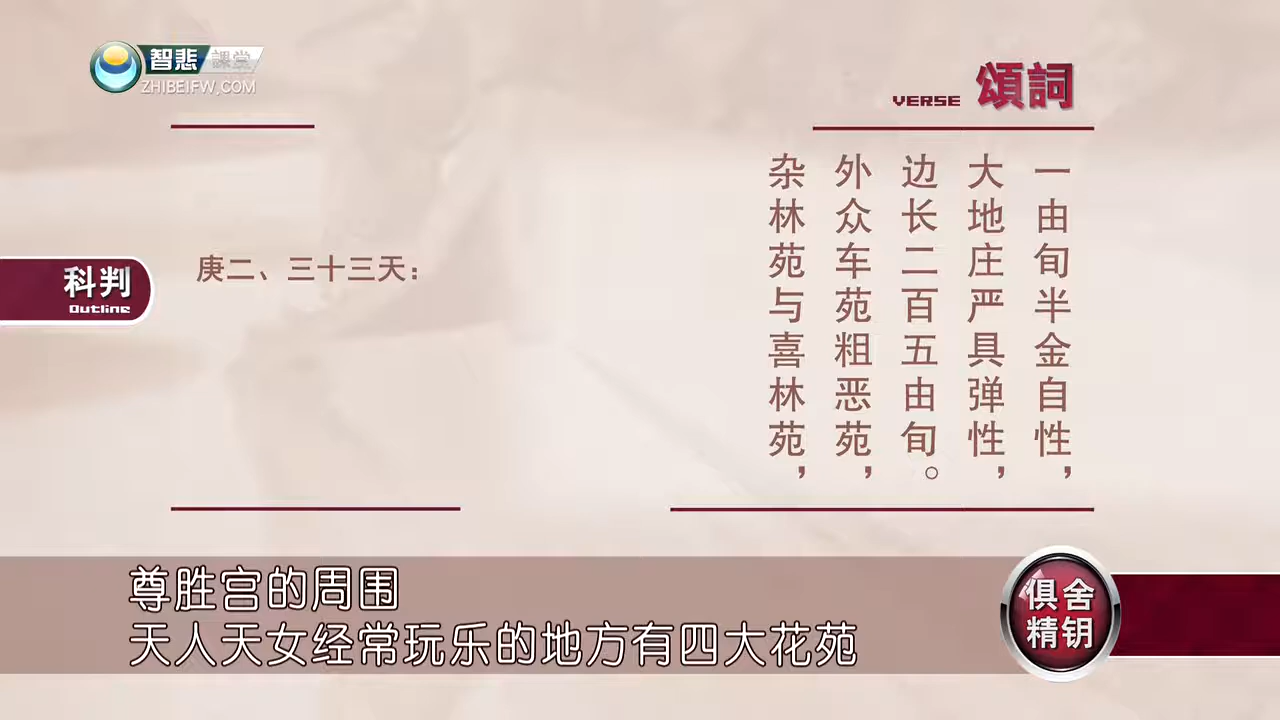 智悲課堂
ZHIBEIFW.COM
VERSE 頌詞
一由旬半金自性，
大地庄严具弹性，
边长二百五由旬。
外众车苑粗恶苑，
杂林苑与喜林苑，
科判
Outline
庚二、三十三天：
尊胜宫的周围
天人天女经常玩乐的地方有四大花苑
俱舍
精钥